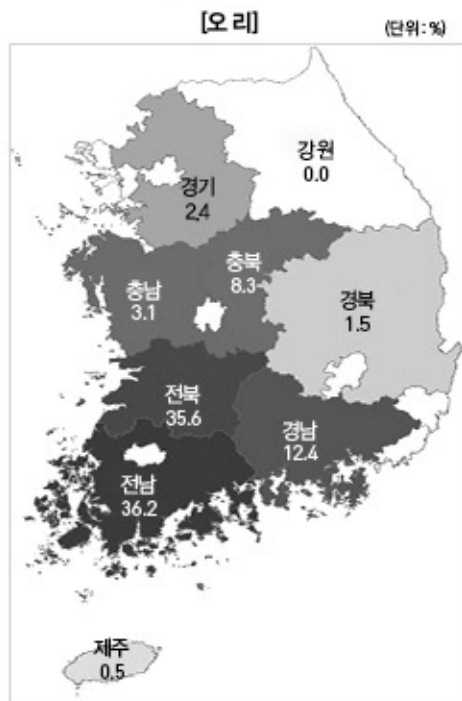 [오 리]
(단위: %)
강원
0.0
경기
2.4
충북
8.3
충남
3.1
경북
1.5
전북
35.6
경남
12.4
전남
36.2
제주
0.5